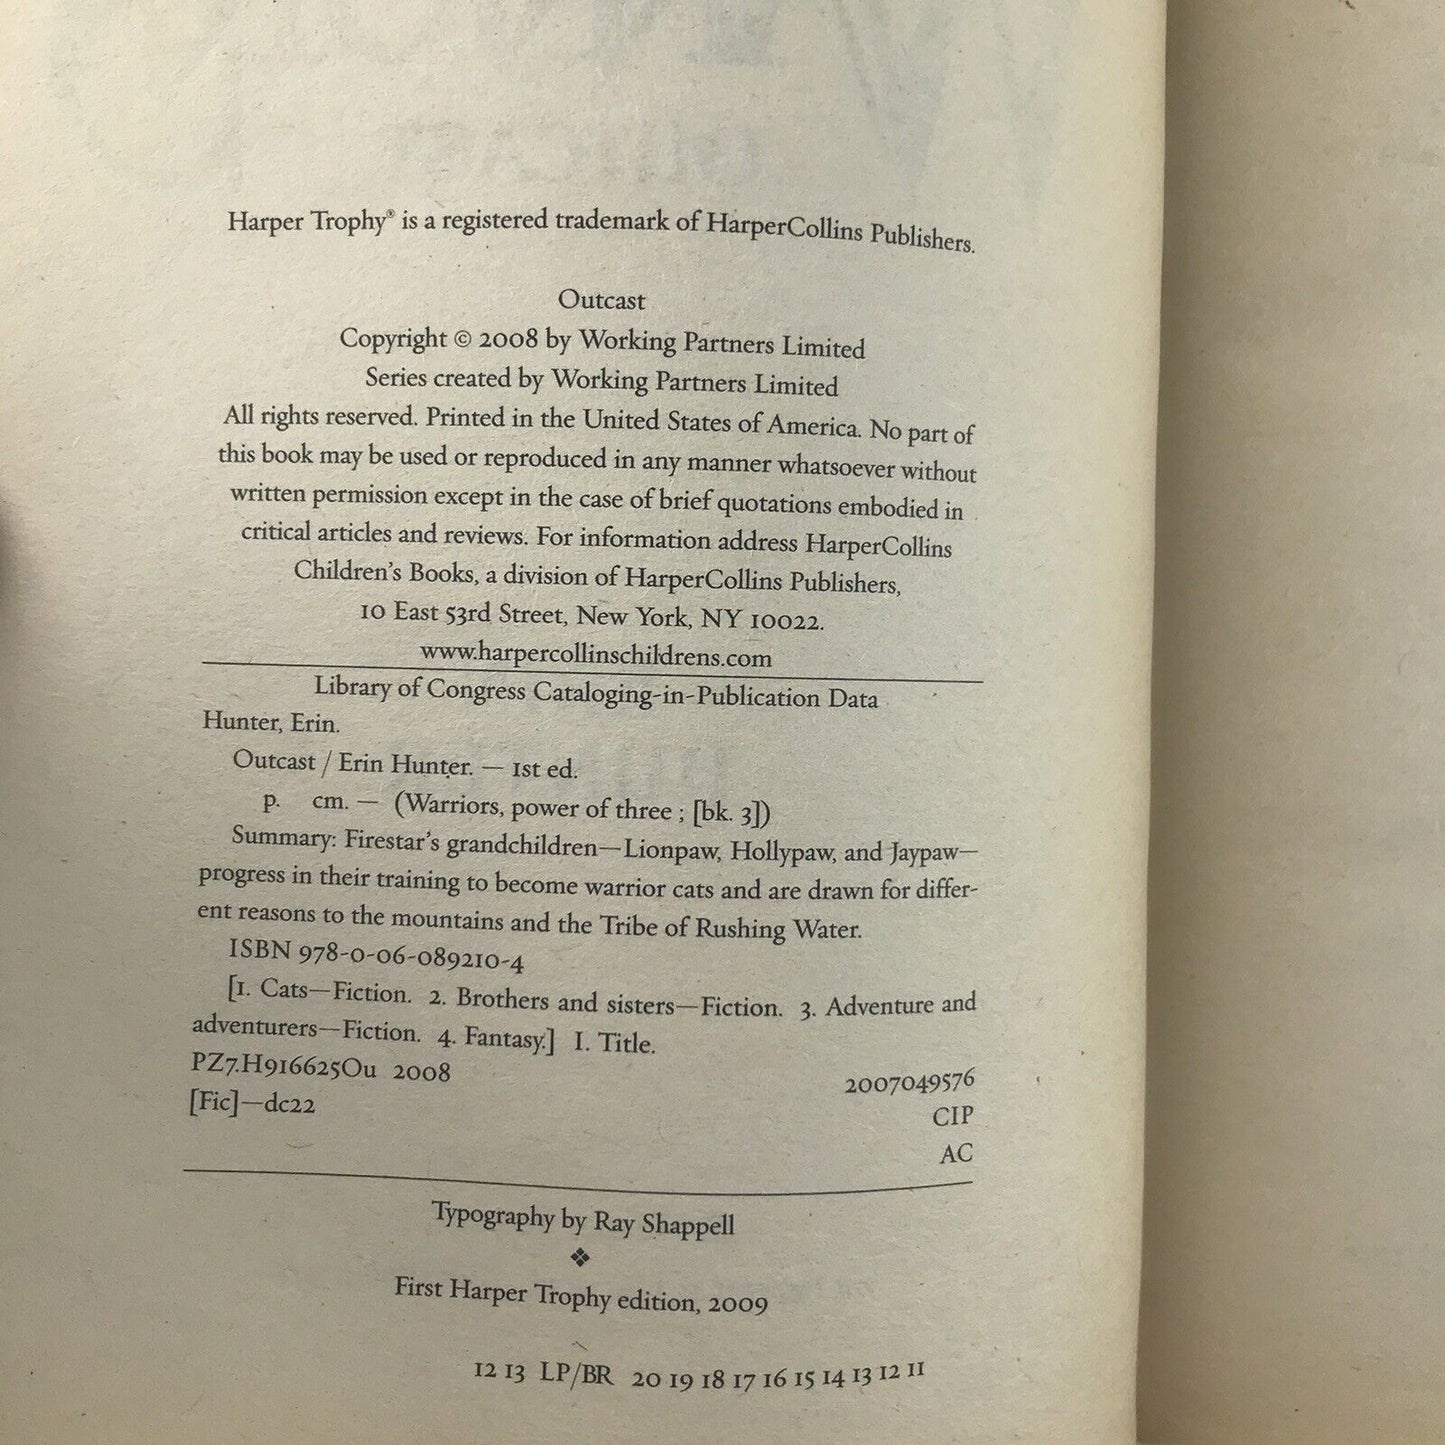 Harper Trophy® is a registered trademark of HarperCollins Publishers.
Outcast
Copyright © 2008 by Working Partners Limited
Series created by Working Partners Limited
All rights reserved. Printed in the United States of America. No part of
this book may be used or reproduced in any manner whatsoever without
written permission except in the case of brief quotations embodied in
critical articles and reviews. For information address HarperCollins
Children's Books, a division of HarperCollins Publishers,
10 East 53rd Street, New York, NY 10022.
www.harpercollinschildrens.com
Library of Congress Cataloging-in-Publication Data
Hunter, Erin.
Outcast / Erin Hunter. — 1st ed.
p. cm. — (Warriors, power of three ; [bk. 3])
Summary: Firestar's grandchildren—Lionpaw, Hollypaw, and Jaypaw—
progress in their training to become warrior cats and are drawn for differ-
ent reasons to the mountains and the Tribe of Rushing Water.
ISBN 978-0-06-089210-4
[1. Cats—Fiction. 2. Brothers and sisters—Fiction. 3. Adventure and
adventurers—Fiction. 4. Fantasy.] I. Title.
PZ7.H916625Ou 2008 2007049576
[Fic]—dc22 CIP
AC
Typography by Ray Shappell
❖
First Harper Trophy edition, 2009
12 13 LP/BR 20 19 18 17 16 15 14 13 12 11